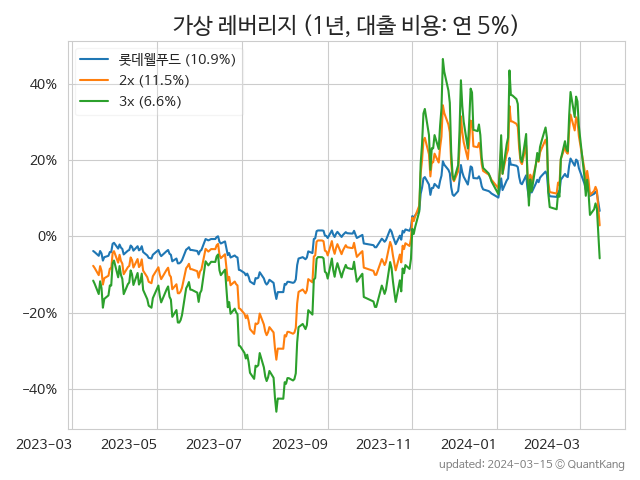 가상 레버리지 (1년, 대출 비용: 연 5%)
롯데웰푸드 (10.9%)
2x (11.5%)
3x (6.6%)
40%
20%
0%
−20%
−40%
2023-03 2023-05 2023-07 2023-09 2023-11 2024-01 2024-03
updated: 2024-03-15 ⓒ QuantKang